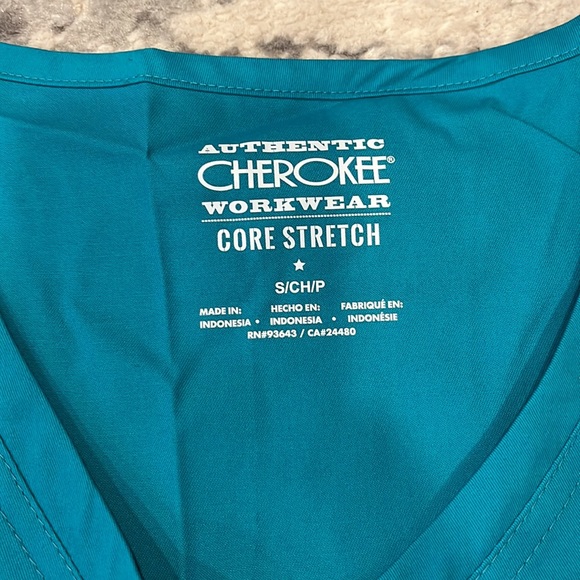 AUTHENTIC
CHEROKEE®
WORKWEAR
CORE STRETCH
S/CH/P
MADE IN: HECHO EN: FABRIQUÉ EN:
INDONESIA • INDONESIA • INDONÉSIE
RN#93643 / CA#24480